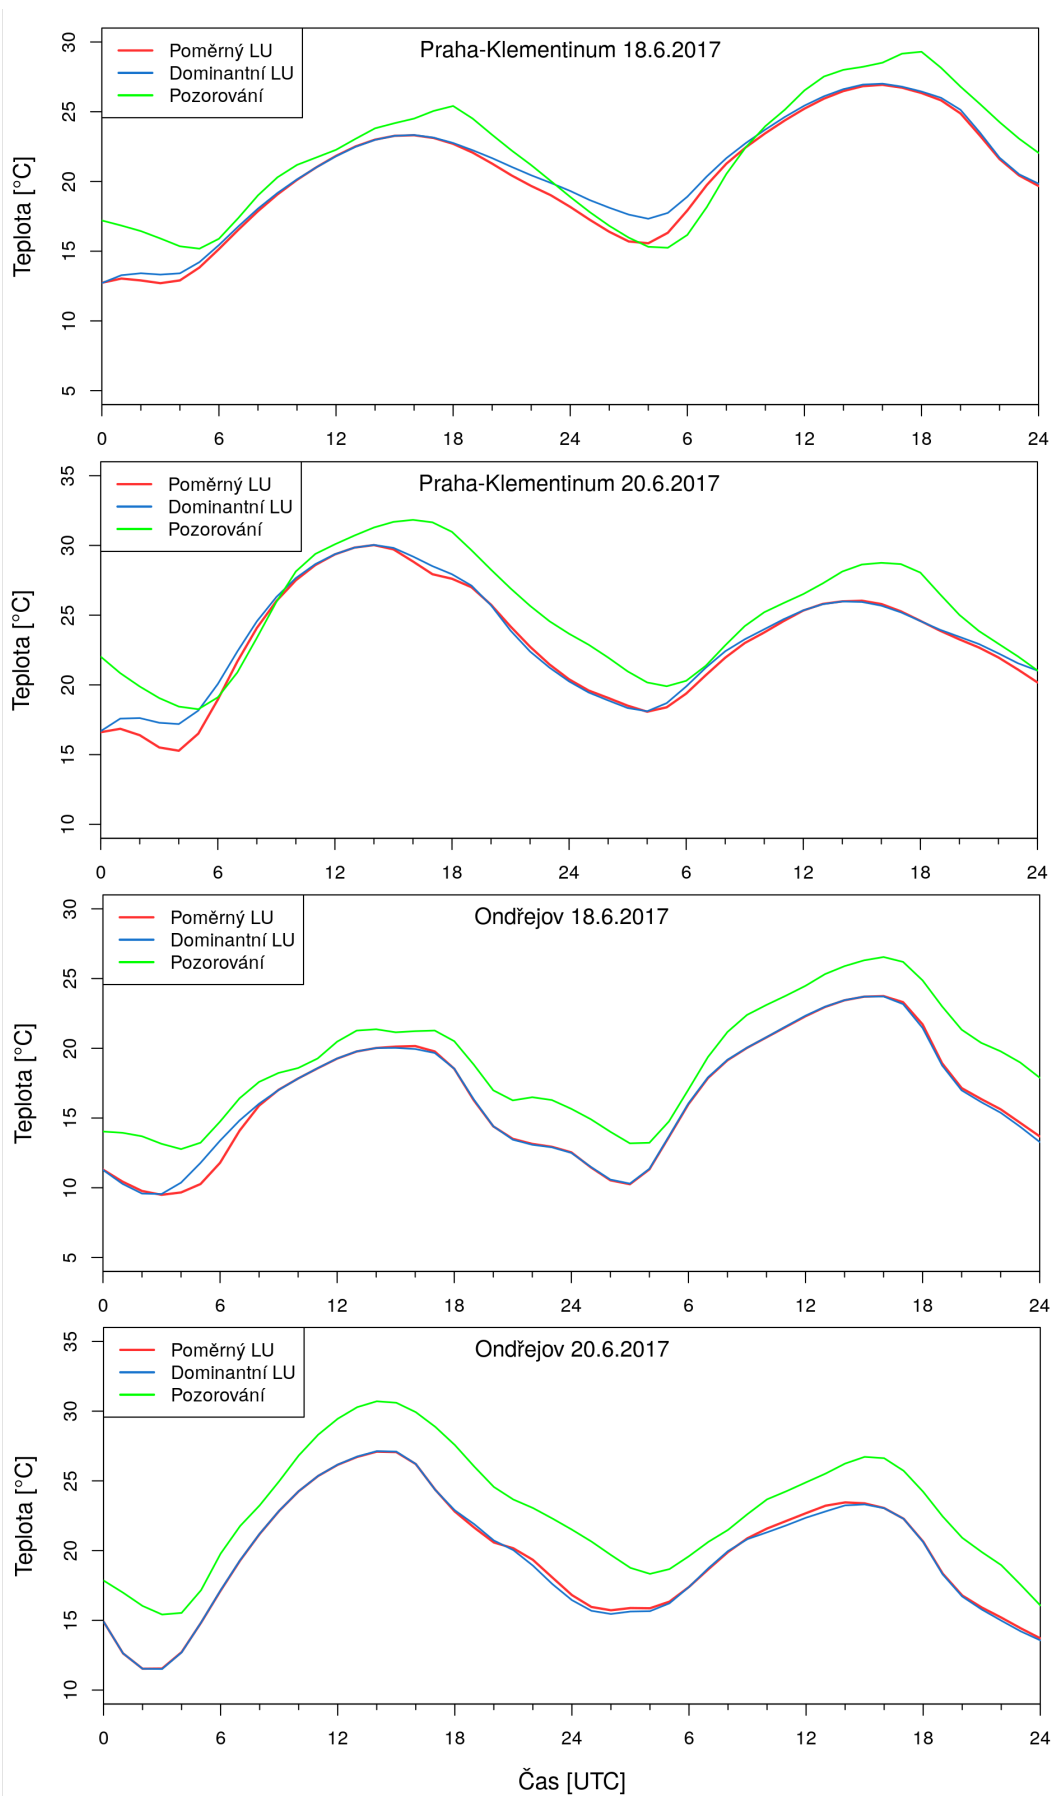 Praha-Klementinum 18.6.2017
Poměrný LU
Dominantní LU
Pozorování
Teplota [°C]
30
25
20
15
10
5
0 6 12 18 24 6 12 18 24
Praha-Klementinum 20.6.2017
Poměrný LU
Dominantní LU
Pozorování
Teplota [°C]
35
30
25
20
15
10
0 6 12 18 24 6 12 18 24
Ondřejov 18.6.2017
Poměrný LU
Dominantní LU
Pozorování
Teplota [°C]
30
25
20
15
10
5
0 6 12 18 24 6 12 18 24
Ondřejov 20.6.2017
Poměrný LU
Dominantní LU
Pozorování
Teplota [°C]
35
30
25
20
15
10
0 6 12 18 24 6 12 18 24
Čas [UTC]